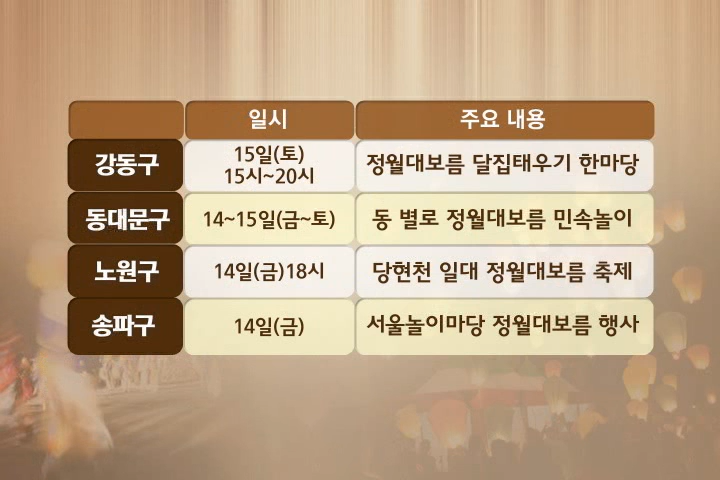 일시 주요 내용
강동구 15일(토) 15시~20시 정월대보름 달집태우기 한마당
동대문구 14~15일(금~토) 동 별로 정월대보름 민속놀이
노원구 14일(금)18시 당현천 일대 정월대보름 축제
송파구 14일(금) 서울놀이마당 정월대보름 행사